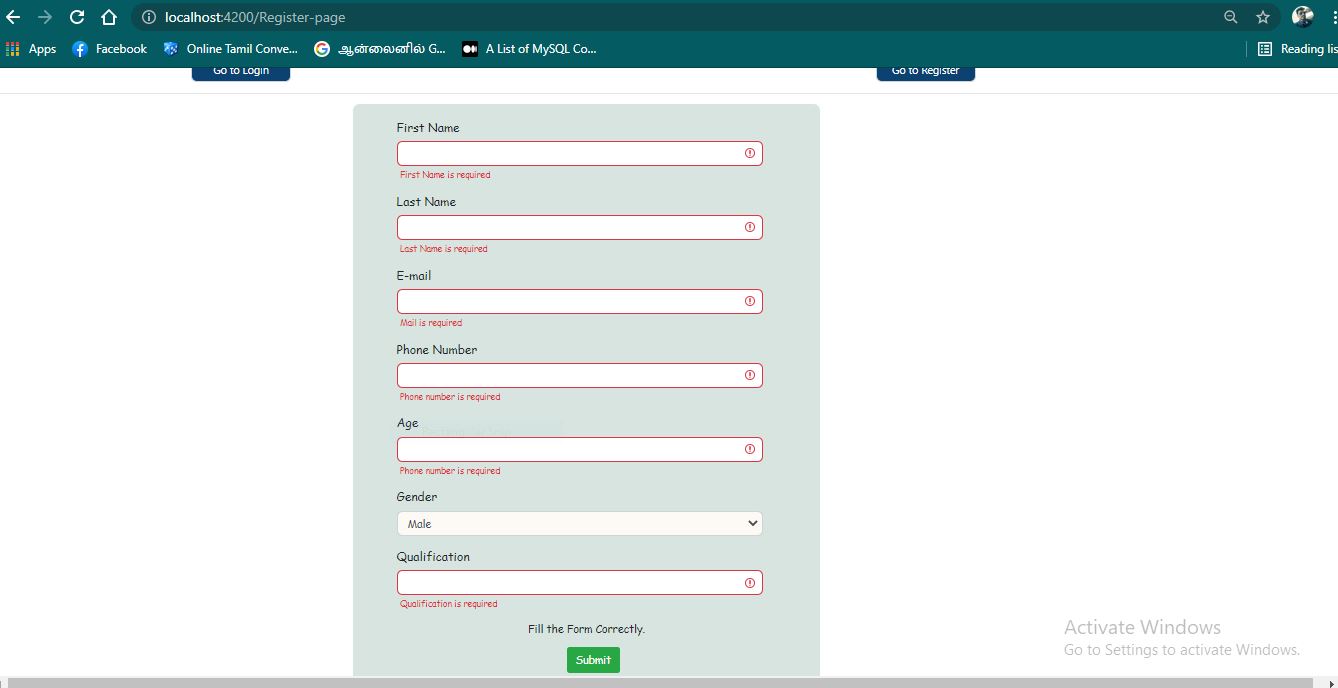 localhost:4200/Register-page
Apps Facebook Online Tamil Conve... ஆன்லைனில் G... A List of MySQL Co... Reading lis
Go to Login Go to Register
First Name
First Name is required
Last Name
Last Name is required
E-mail
Mail is required
Phone Number
Phone number is required
Age
Phone number is required
Gender
Male
Qualification
Qualification is required
Fill the Form Correctly.
Submit
Activate Windows
Go to Settings to activate Windows.